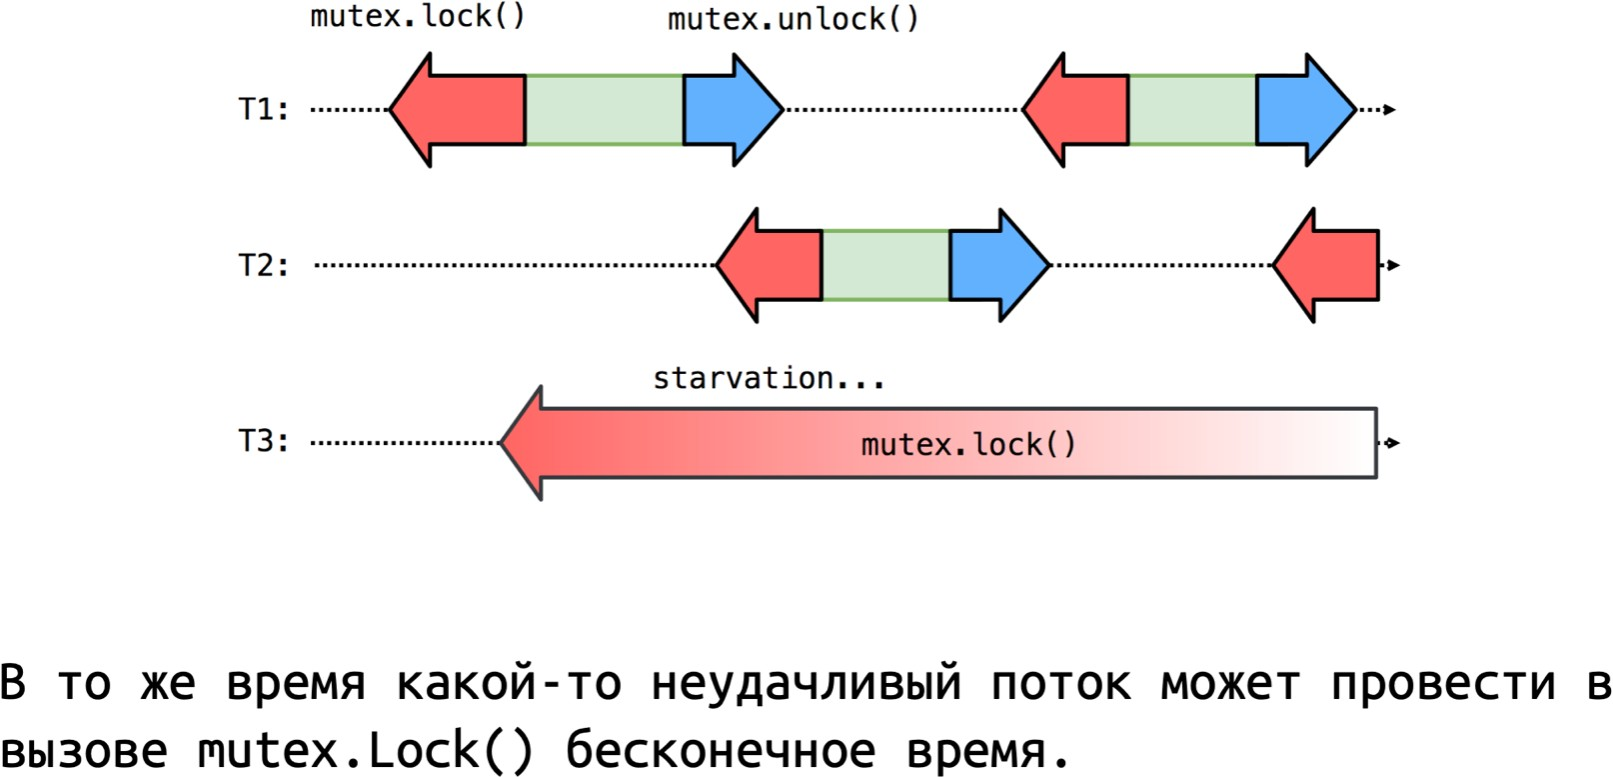 mutex.lock() mutex.unlock()
T1:
T2:
starvation...
T3: mutex.lock()
В то же время какой-то неудачливый поток может провести в
вызове mutex.Lock() бесконечное время.